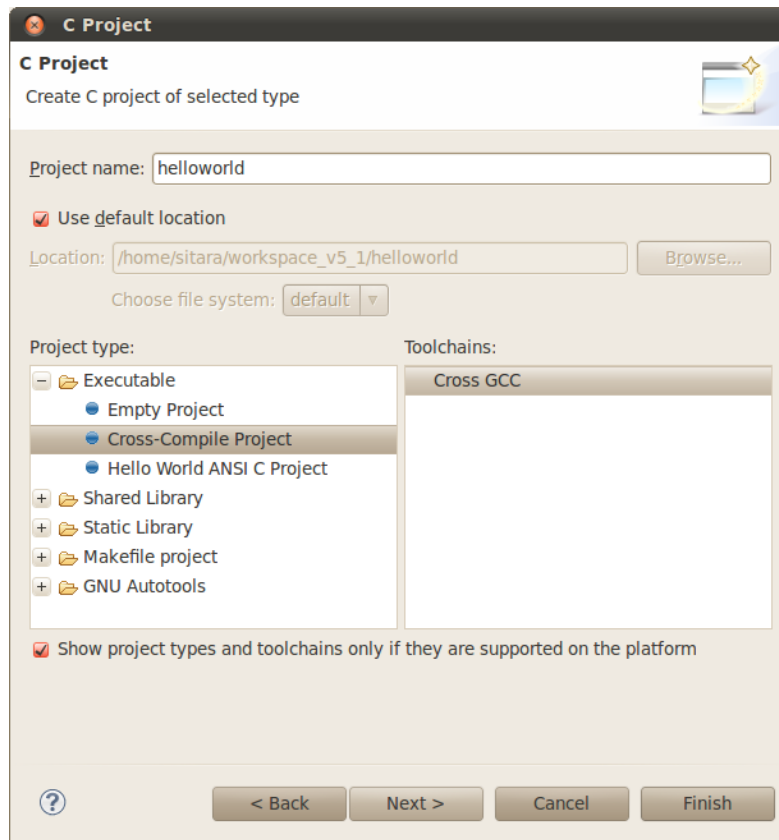 C Project
C Project
Create C project of selected type
Project name: helloworld
Use default location
Location: /home/sitara/workspace_v5_1/helloworld Browse...
Choose file system: default
Project type: Toolchains:
Executable Cross GCC
Empty Project
Cross-Compile Project
Hello World ANSI C Project
Shared Library
Static Library
Makefile project
GNU Autotools
Show project types and toolchains only if they are supported on the platform
? < Back Next > Cancel Finish